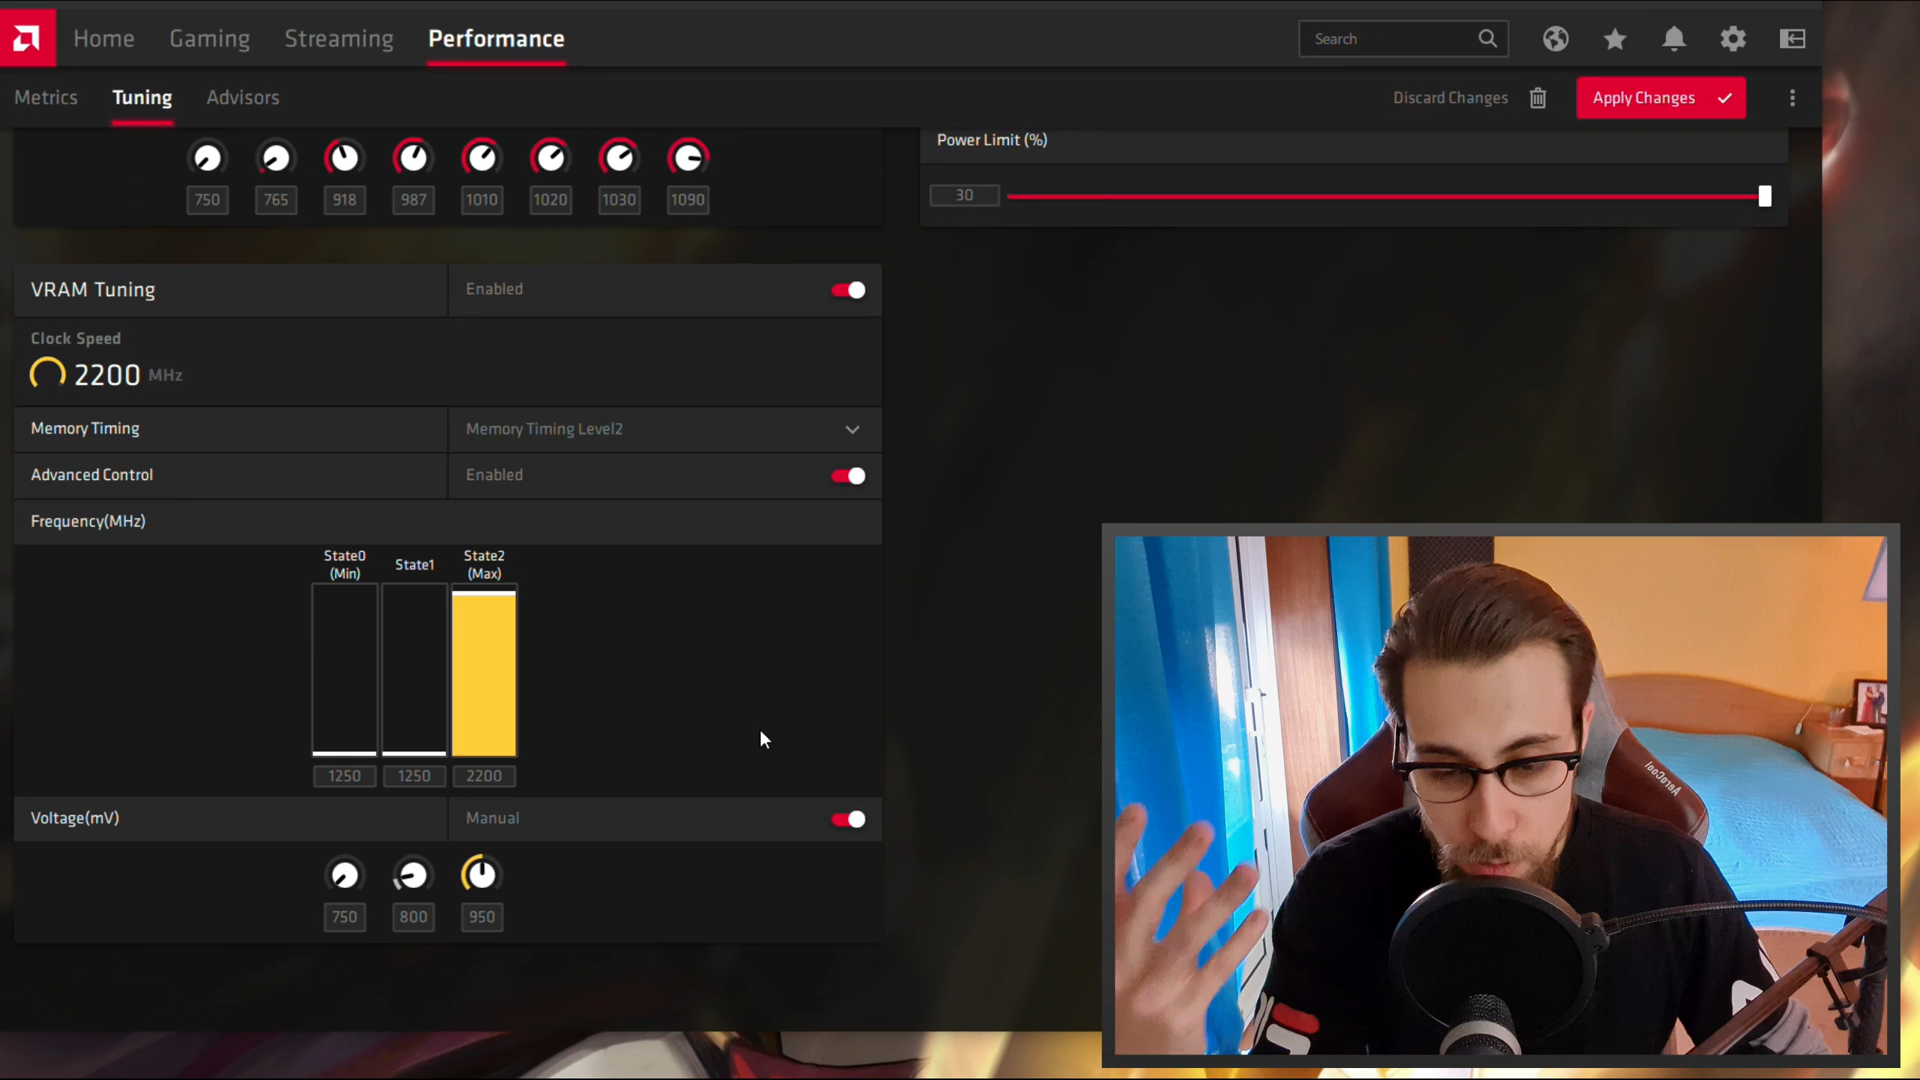 Home Gaming Streaming Performance
Search
Metrics Tuning Advisors
Discard Changes
Apply Changes
750 765 918 987 1010 1020 1030 1090
Power Limit (%)
30
VRAM Tuning
Enabled
Clock Speed
2200 MHz
Memory Timing
Memory Timing Level2
Advanced Control
Enabled
Frequency(MHz)
State0
(Min)
State1
State2
(Max)
1250 1250 2200
Voltage(mV)
Manual
750 800 950
AeroCool